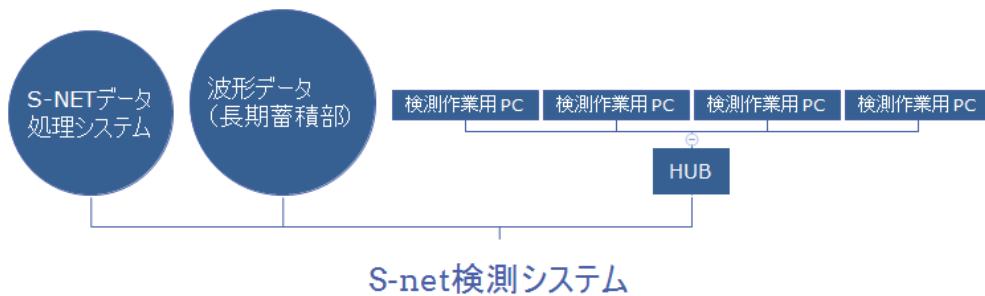 S-NETデータ
処理システム
波形データ
（長期蓄積部）
検測作業用 PC
検測作業用 PC
検測作業用 PC
検測作業用 PC
HUB
S-net検測システム